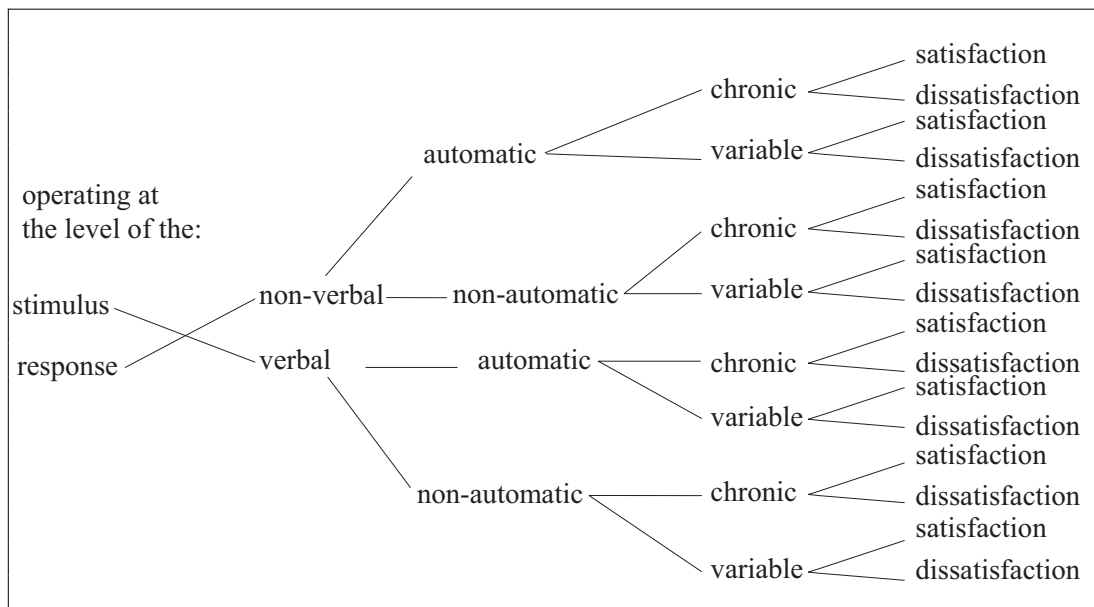 satisfaction
chronic
dissatisfaction
satisfaction
automatic
variable
dissatisfaction
operating at
the level of the:
satisfaction
chronic
dissatisfaction
satisfaction
non-verbal
non-automatic
variable
dissatisfaction
stimulus
satisfaction
response
verbal
automatic
chronic
dissatisfaction
satisfaction
variable
dissatisfaction
satisfaction
non-automatic
chronic
dissatisfaction
satisfaction
variable
dissatisfaction